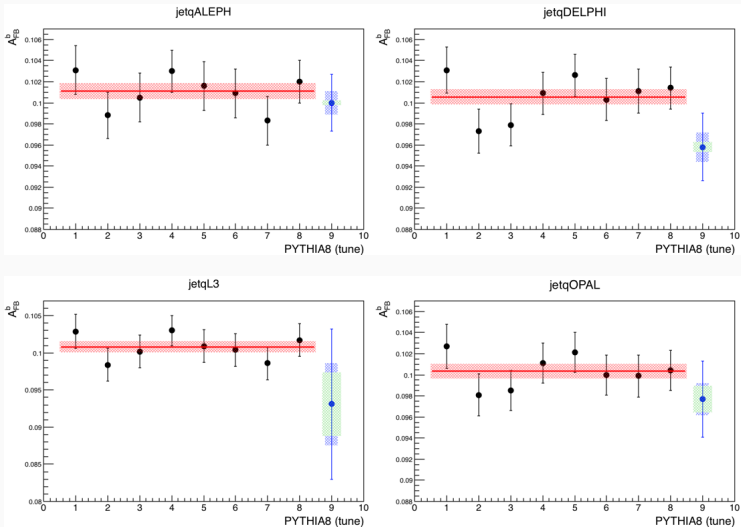 jetqALEPH
A^b_FB
0.106
0.104
0.102
0.1
0.098
0.096
0.094
0.092
0.09
0.088
0 1 2 3 4 5 6 7 8 9 10
PYTHIA8 (tune)
jetqDELPHI
A^b_FB
0.106
0.104
0.102
0.1
0.098
0.096
0.094
0.092
0.09
0.088
0 1 2 3 4 5 6 7 8 9 10
PYTHIA8 (tune)
jetqL3
A^b_FB
0.105
0.1
0.095
0.09
0.085
0.08
0 1 2 3 4 5 6 7 8 9 10
PYTHIA8 (tune)
jetqOPAL
A^b_FB
0.106
0.104
0.102
0.1
0.098
0.096
0.094
0.092
0.09
0.088
0 1 2 3 4 5 6 7 8 9 10
PYTHIA8 (tune)